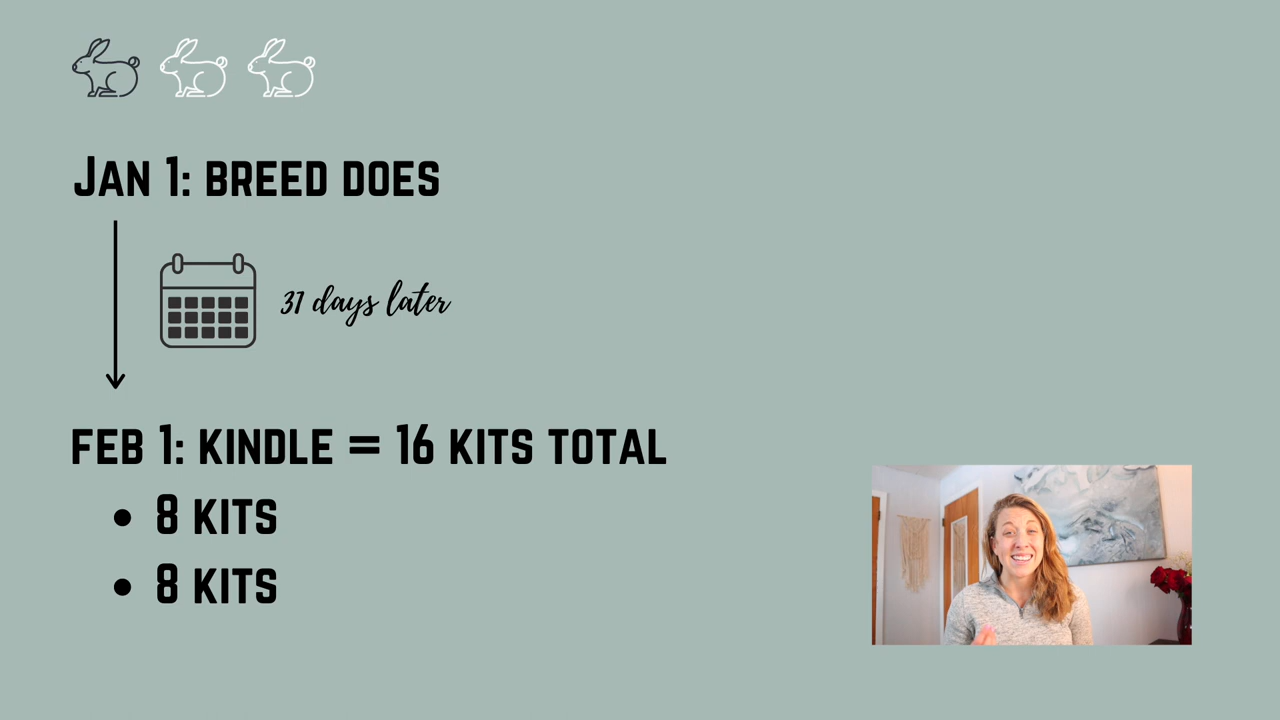 Jan 1: breed does
31 days later
feb 1: kindle = 16 kits total
• 8 kits
• 8 kits